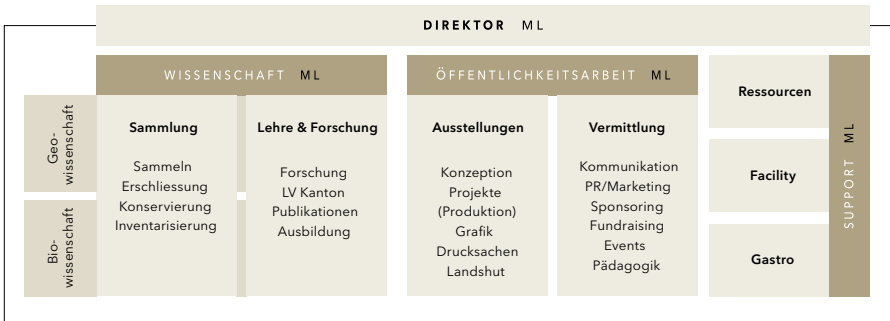 DIREKTOR ML
WISSENSCHAFT ML
ÖFFENTLICHKEITSARBEIT ML
Geo-
wissenschaft
Bio-
wissenschaft
Sammlung
Sammeln
Erschliessung
Konservierung
Inventarisierung
Lehre & Forschung
Forschung
LV Kanton
Publikationen
Ausbildung
Ausstellungen
Konzeption
Projekte
(Produktion)
Grafik
Drucksachen
Landshut
Vermittlung
Kommunikation
PR/Marketing
Sponsoring
Fundraising
Events
Pädagogik
Ressourcen
Facility
Gastro
SUPPORT ML